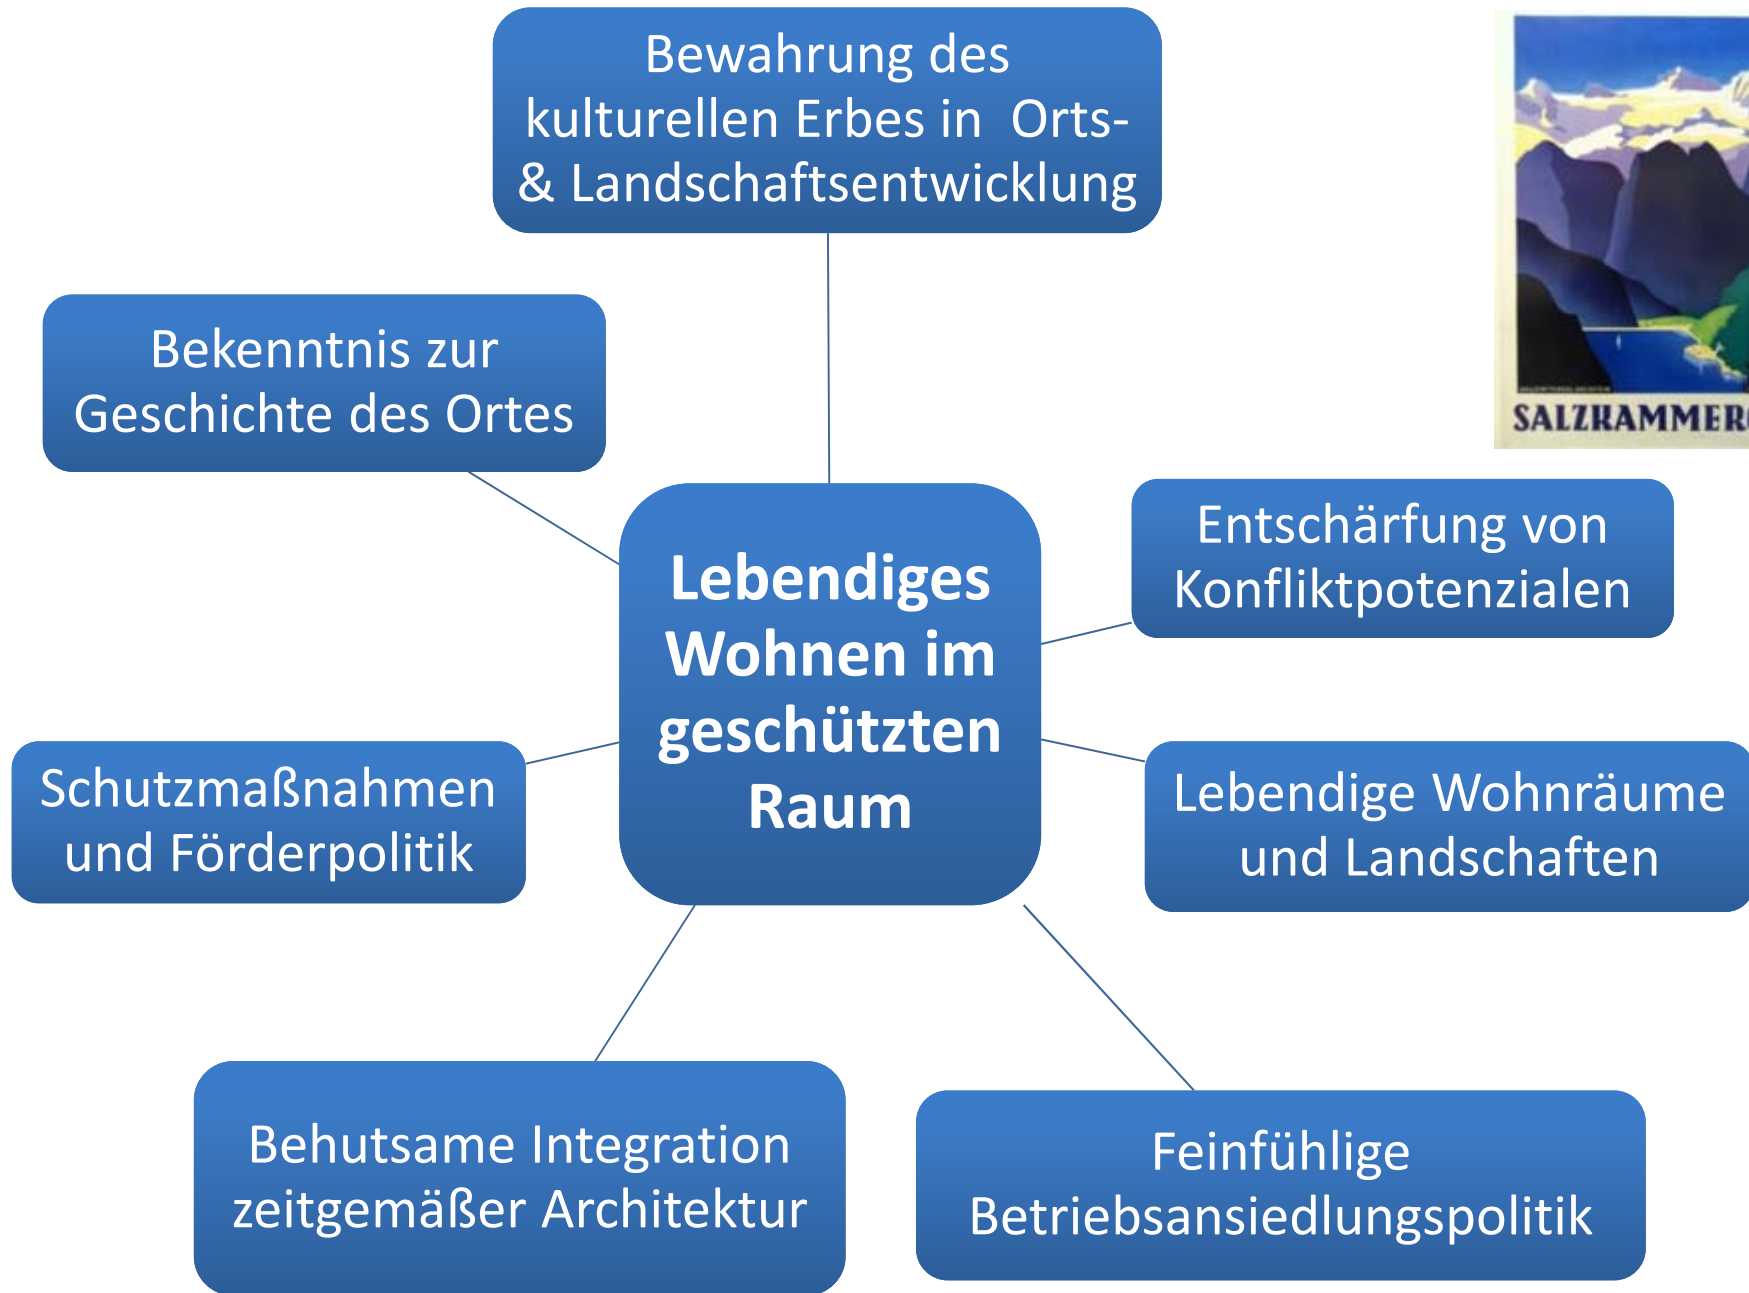 Bewahrung des
kulturellen Erbes in Orts-
& Landschaftsentwicklung
SALZKAMMERG
Bekenntnis zur
Geschichte des Ortes
Entschärfung von
Konfliktpotenzialen
Lebendiges
Wohnen im
geschützten
Raum
Schutzmaßnahmen
und Förderpolitik
Lebendige Wohnräume
und Landschaften
Behutsame Integration
zeitgemäßer Architektur
Feinfühlige
Betriebsansiedlungspolitik